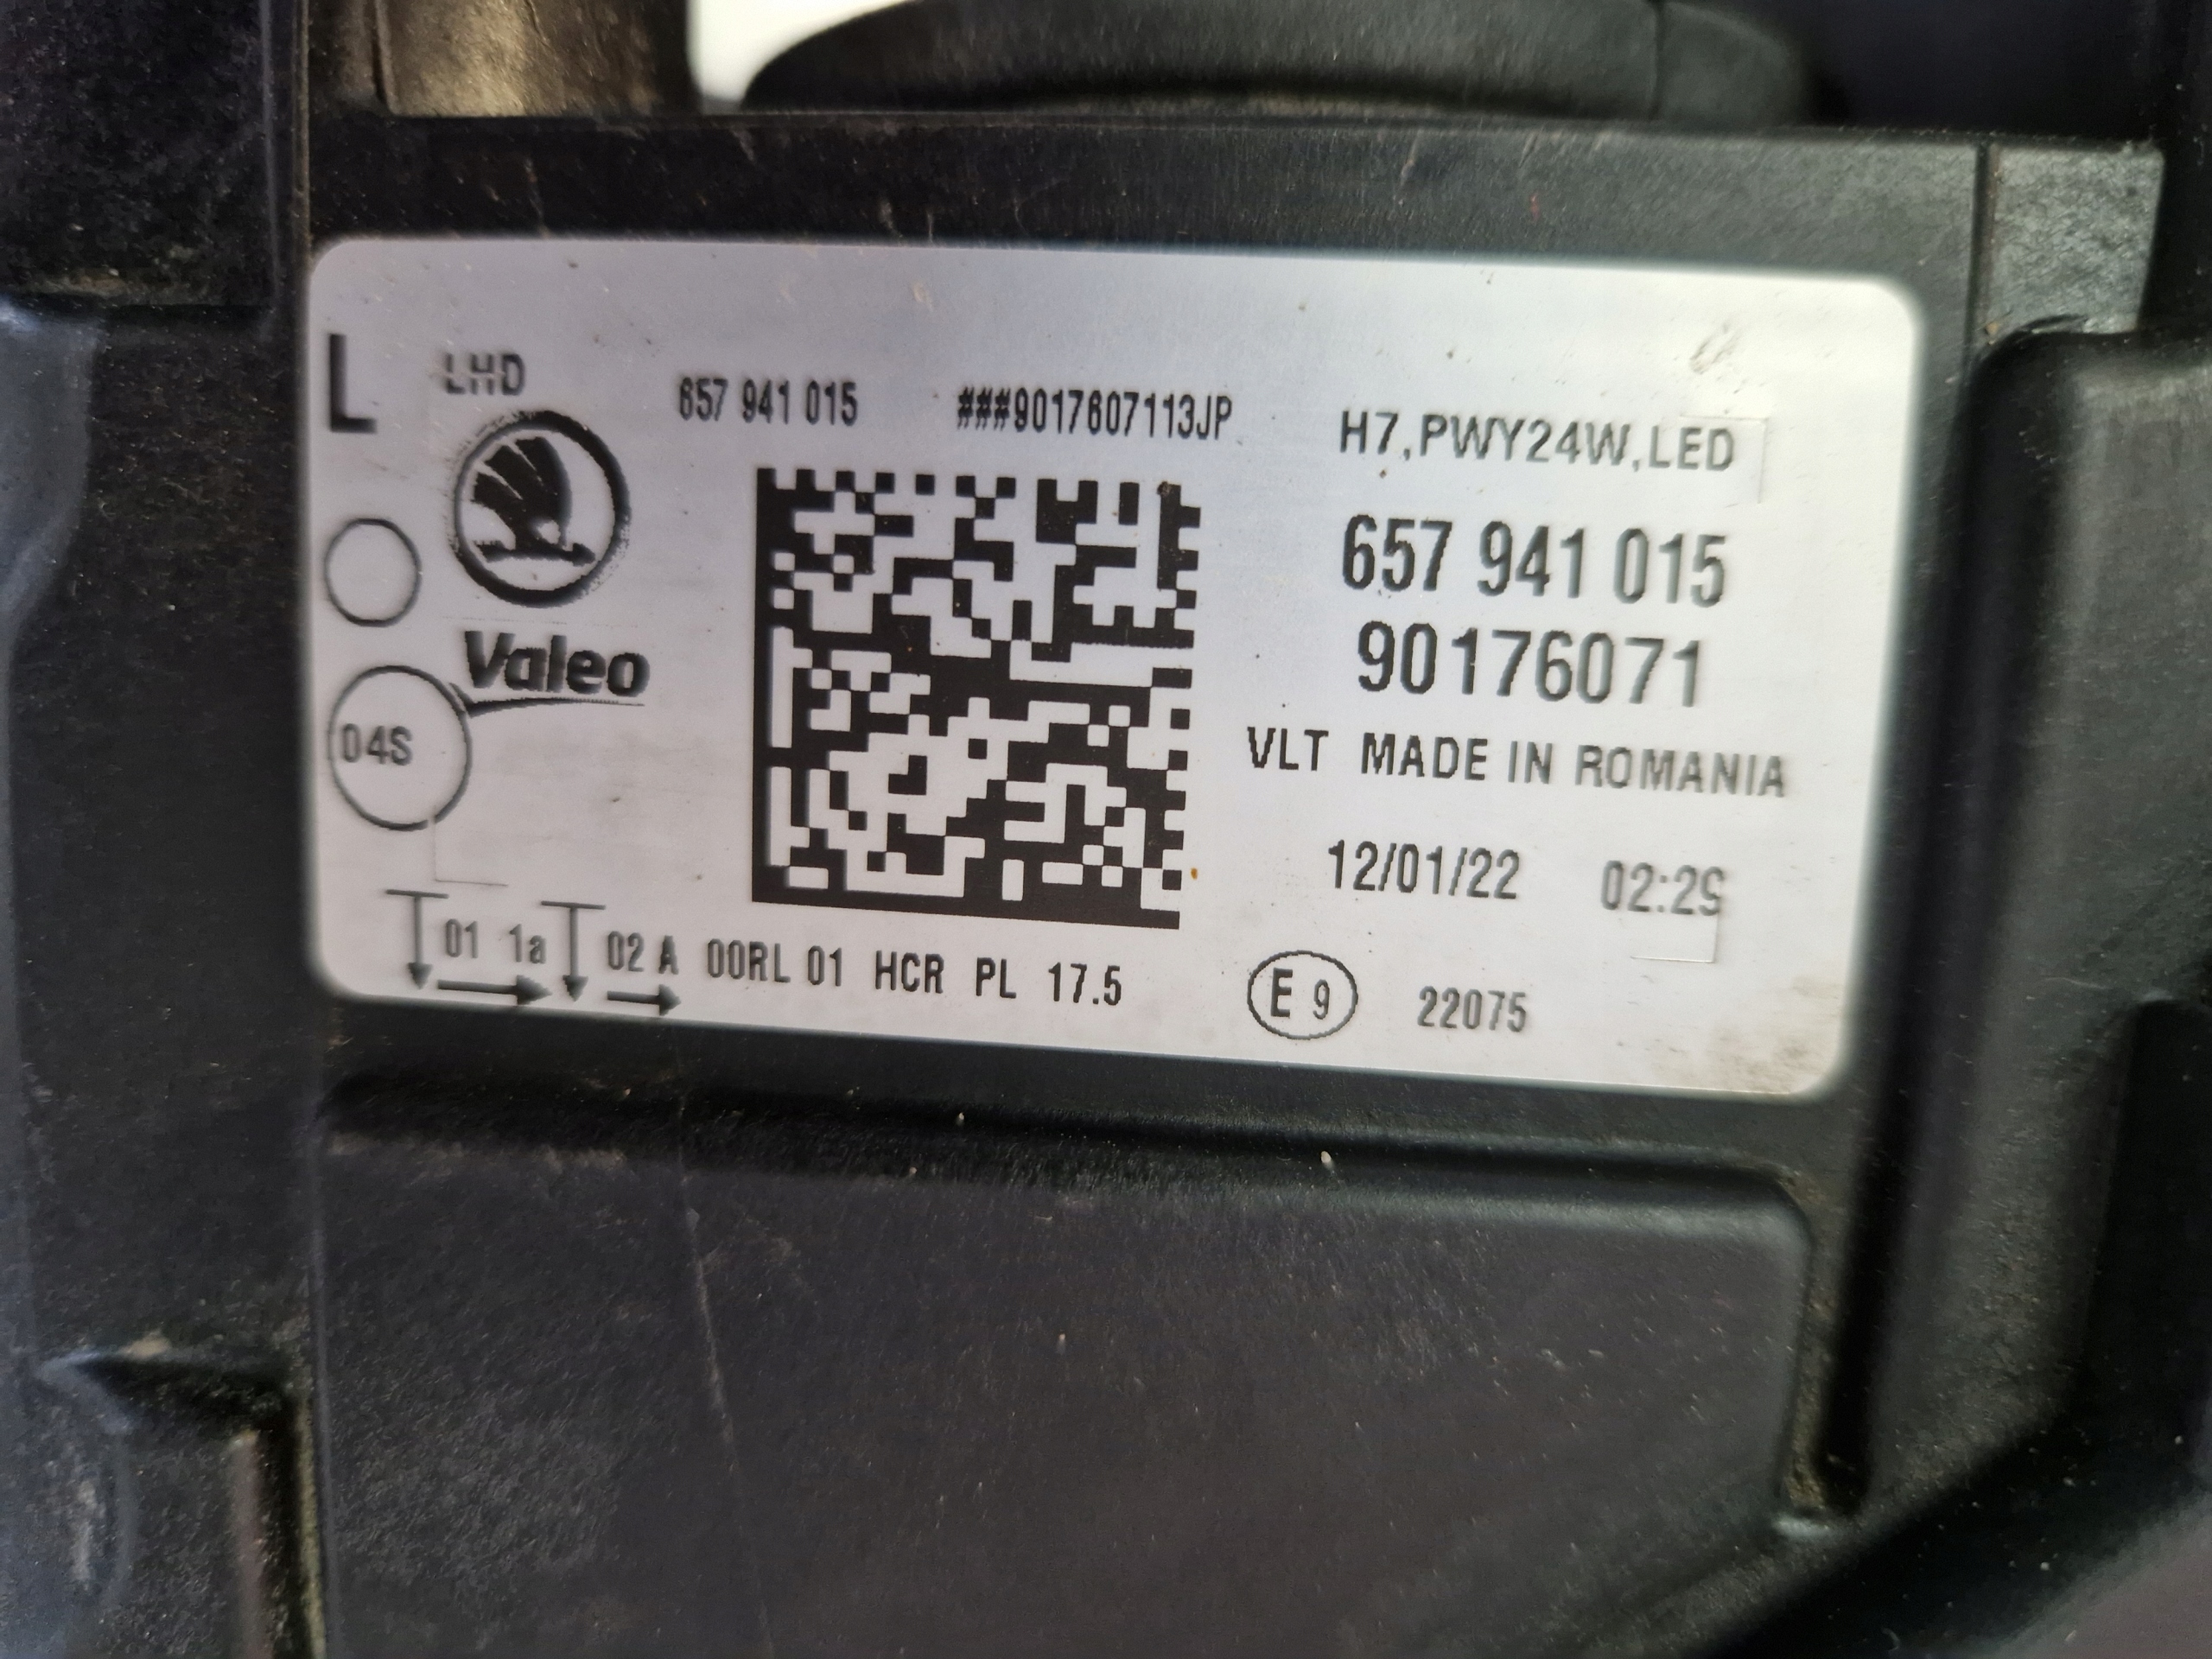 L LHD
657 941 015 ###9017607113JP H7,PWY24W,LED
657 941 015
Valeo 90176071
04S VLT MADE IN ROMANIA
12/01/22 02:29
01 1a 02 A 00RL 01 HCR PL 17.5 E 9 22075